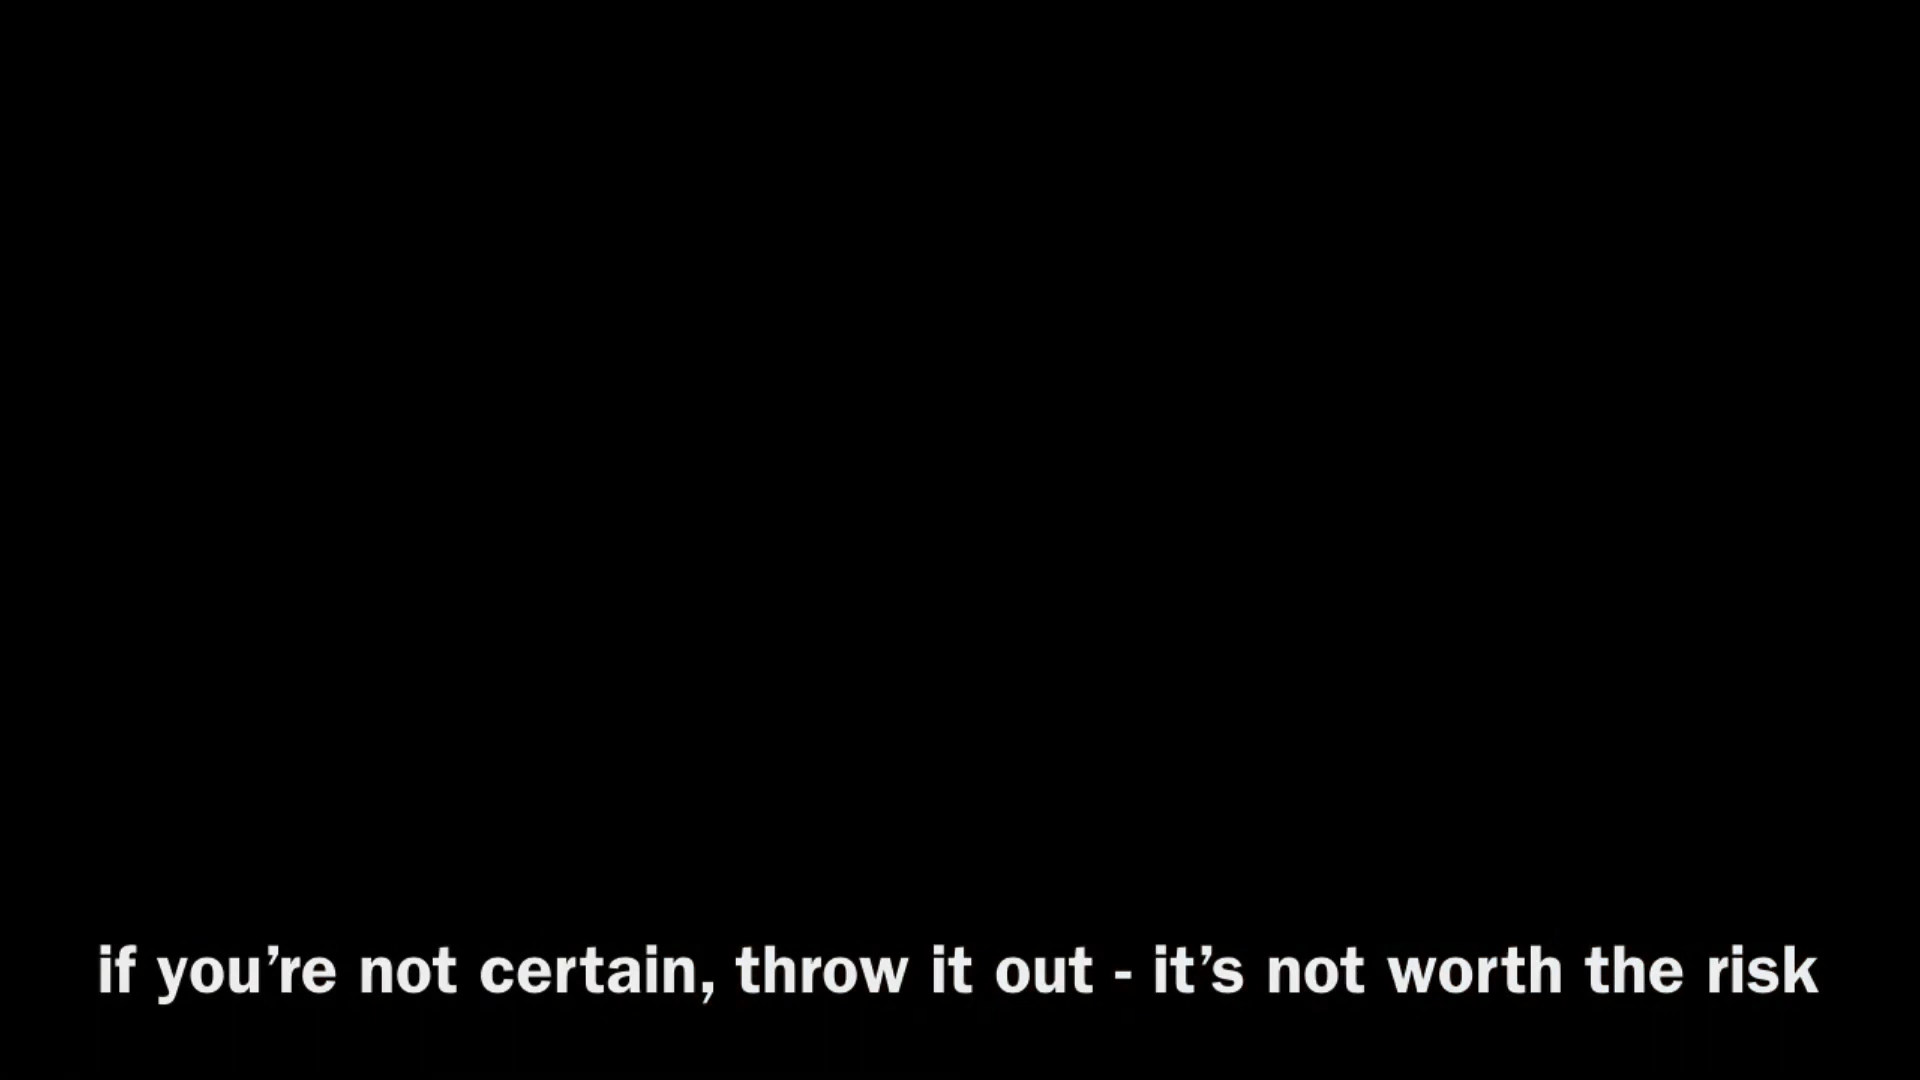 if you’re not certain, throw it out - it’s not worth the risk